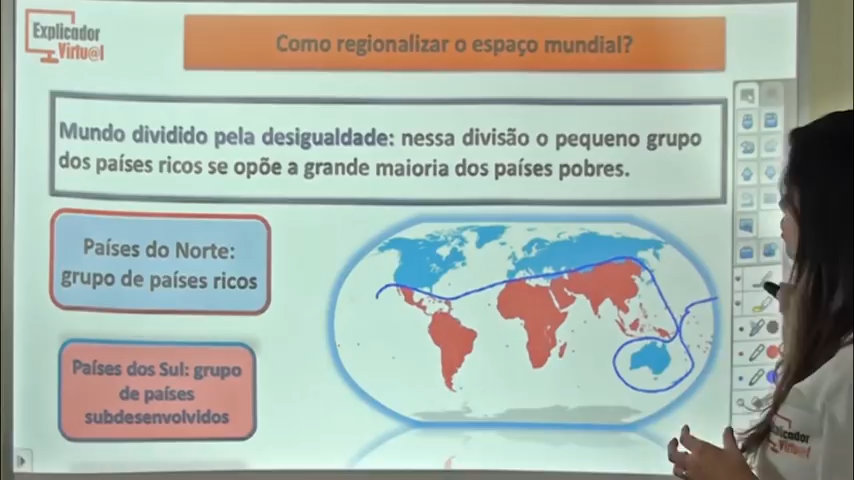 Explicador
Virtu@l
Como regionalizar o espaço mundial?
Mundo dividido pela desigualdade: nessa divisão o pequeno grupo
dos países ricos se opõe a grande maioria dos países pobres.
Países do Norte:
grupo de países ricos
Países dos Sul: grupo
de países
subdesenvolvidos
Explicador
Virtu@l